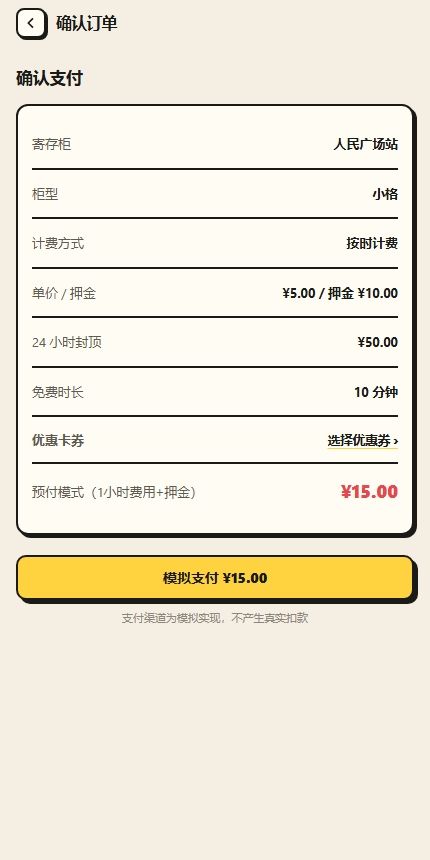 确认订单
确认支付
寄存柜 人民广场站
柜型 小格
计费方式 按时计费
单价 / 押金 ¥5.00 / 押金 ¥10.00
24 小时封顶 ¥50.00
免费时长 10 分钟
优惠卡券 选择优惠券 ›
预付模式（1小时费用+押金） ¥15.00
模拟支付 ¥15.00
支付渠道为模拟实现，不产生真实扣款